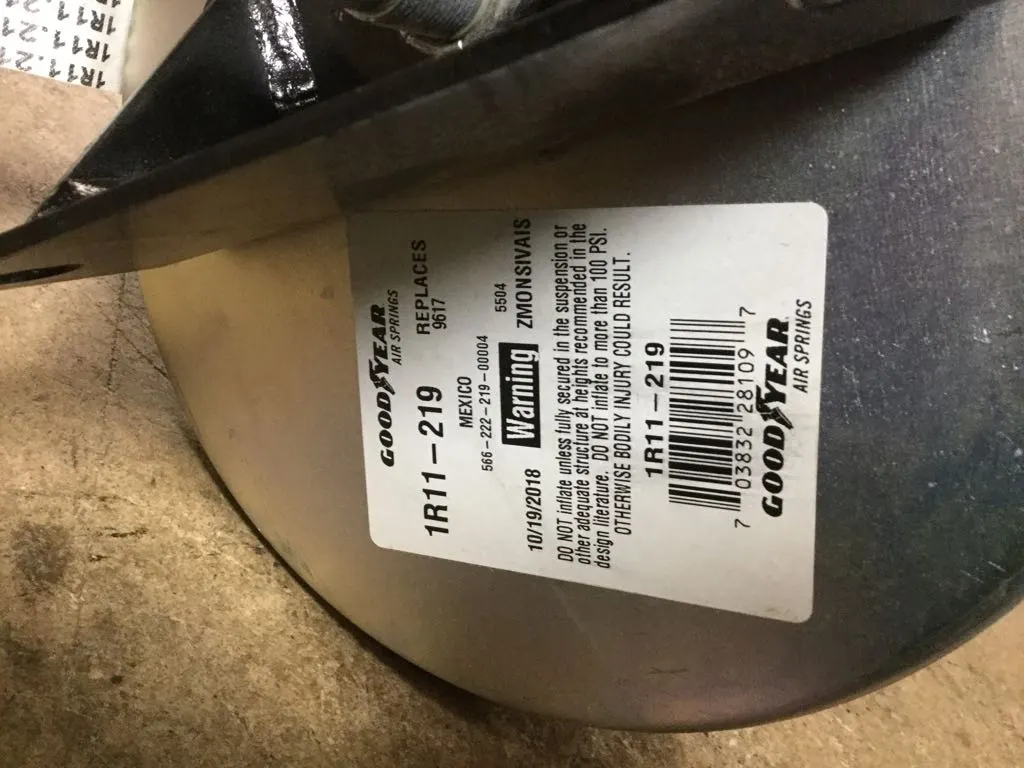 GOODYEAR
AIR SPRINGS
1R11-219 REPLACES
9617
MEXICO
566-222-219-00004
5504
10/19/2018 Warning ZMONSIVAIS
DO NOT inflate unless fully secured in the suspension or
other adequate structure at heights recommended in the
design literature. DO NOT inflate to more than 100 PSI.
OTHERWISE BODILY INJURY COULD RESULT.
1R11-219
7 03832 28109 7
GOODYEAR
AIR SPRINGS